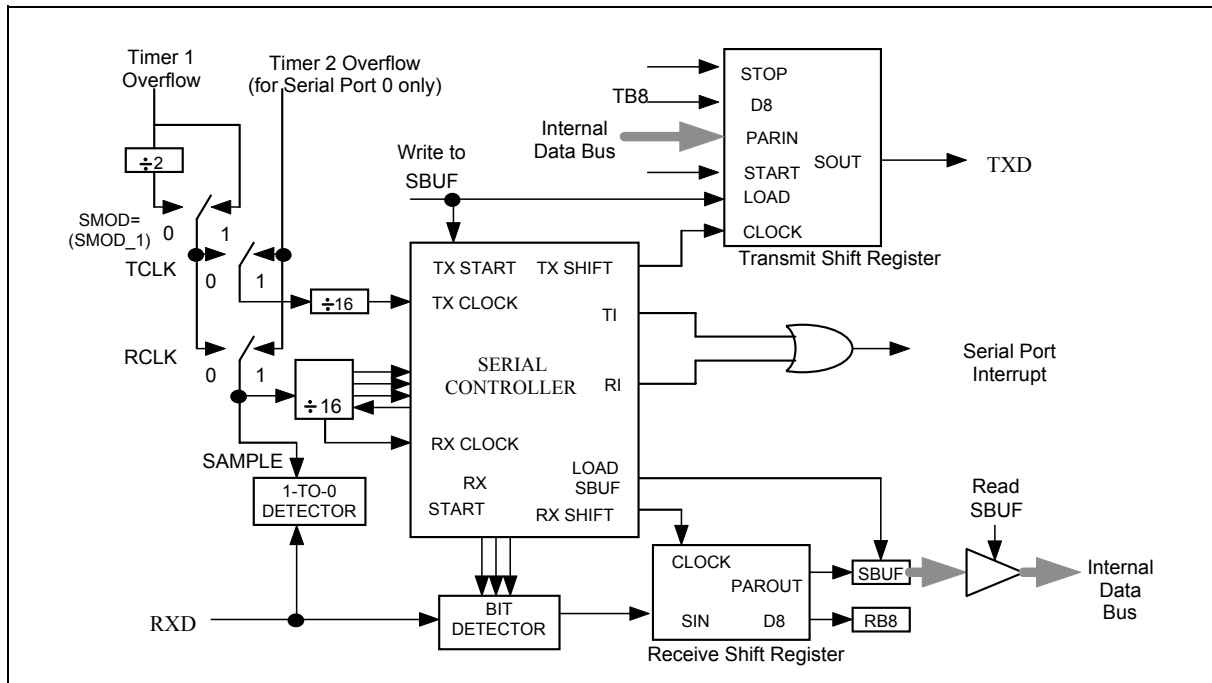 Timer 1
Overflow
Timer 2 Overflow
(for Serial Port 0 only)
÷2
SMOD=
(SMOD_1)
0
1
TCLK
0
1
RCLK
0
1
÷16
÷16
SAMPLE
1-TO-0
DETECTOR
RXD
Write to
SBUF
TX START
TX SHIFT
TX CLOCK
TI
SERIAL
CONTROLLER
RI
RX CLOCK
LOAD
SBUF
RX
START
RX SHIFT
BIT
DETECTOR
TB8
Internal
Data Bus
STOP
D8
PARIN
SOUT
START
LOAD
CLOCK
Transmit Shift Register
TXD
Serial Port
Interrupt
CLOCK
PAROUT
SIN
D8
Receive Shift Register
SBUF
RB8
Read
SBUF
Internal
Data
Bus